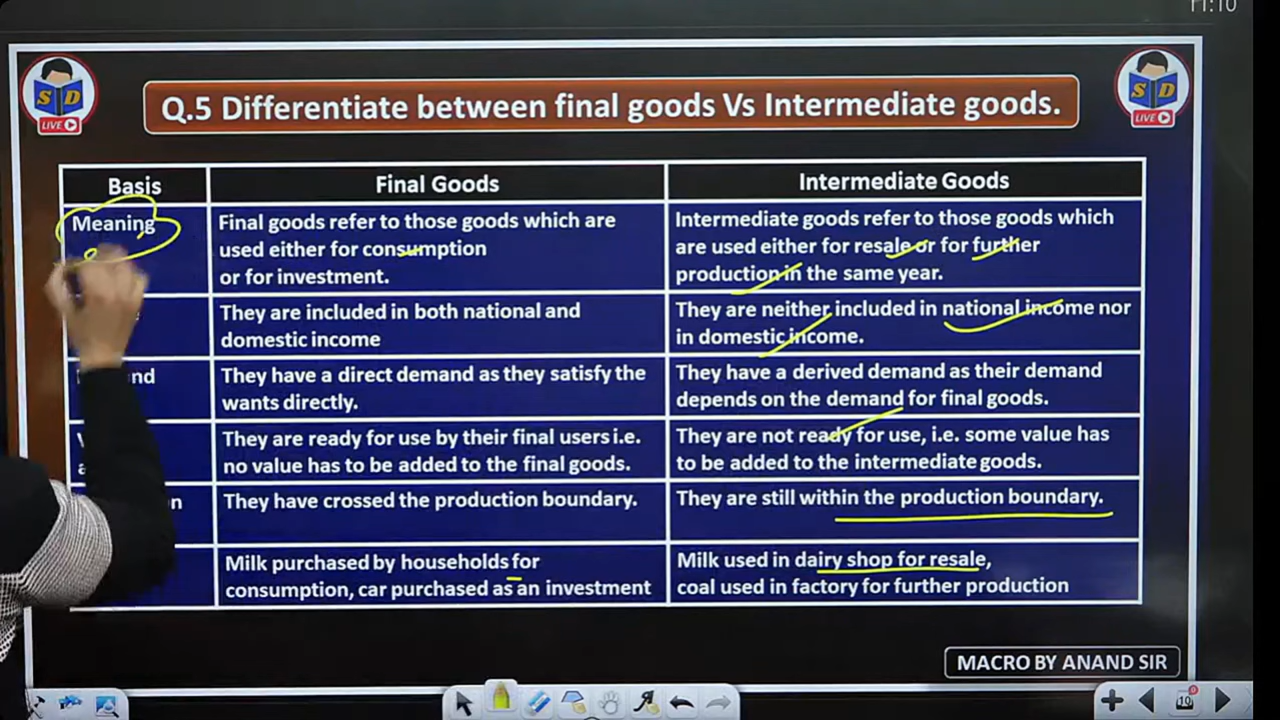 11:10
S D
LIVE
S D
LIVE
Q.5 Differentiate between final goods Vs Intermediate goods.
Basis
Final Goods
Intermediate Goods
Meaning
Final goods refer to those goods which are
used either for consumption
or for investment.
Intermediate goods refer to those goods which
are used either for resale or for further
production in the same year.
They are included in both national and
domestic income
They are neither included in national income nor
in domestic income.
They have a direct demand as they satisfy the
wants directly.
They have a derived demand as their demand
depends on the demand for final goods.
They are ready for use by their final users i.e.
no value has to be added to the final goods.
They are not ready for use, i.e. some value has
to be added to the intermediate goods.
They have crossed the production boundary.
They are still within the production boundary.
Milk purchased by households for
consumption, car purchased as an investment
Milk used in dairy shop for resale,
coal used in factory for further production
MACRO BY ANAND SIR
10